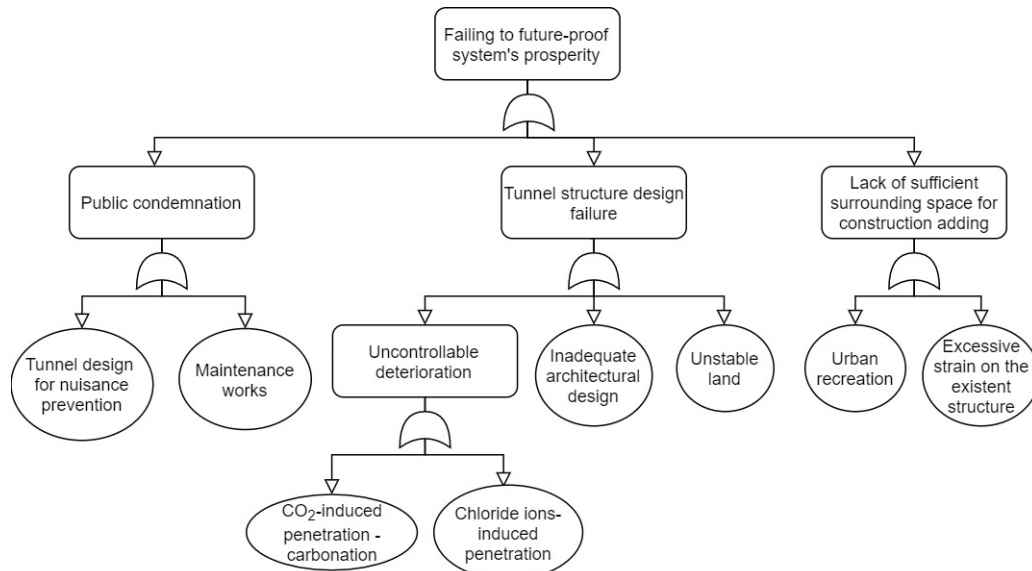 Failing to future-proof
system's prosperity
Public condemnation
Tunnel structure design
failure
Lack of sufficient
surrounding space for
construction adding
Tunnel design
for nuisance
prevention
Maintenance
works
Uncontrollable
deterioration
Inadequate
architectural
design
Unstable
land
Urban
recreation
Excessive
strain on the
existent
structure
CO₂-induced
penetration -
carbonation
Chloride ions-
induced
penetration